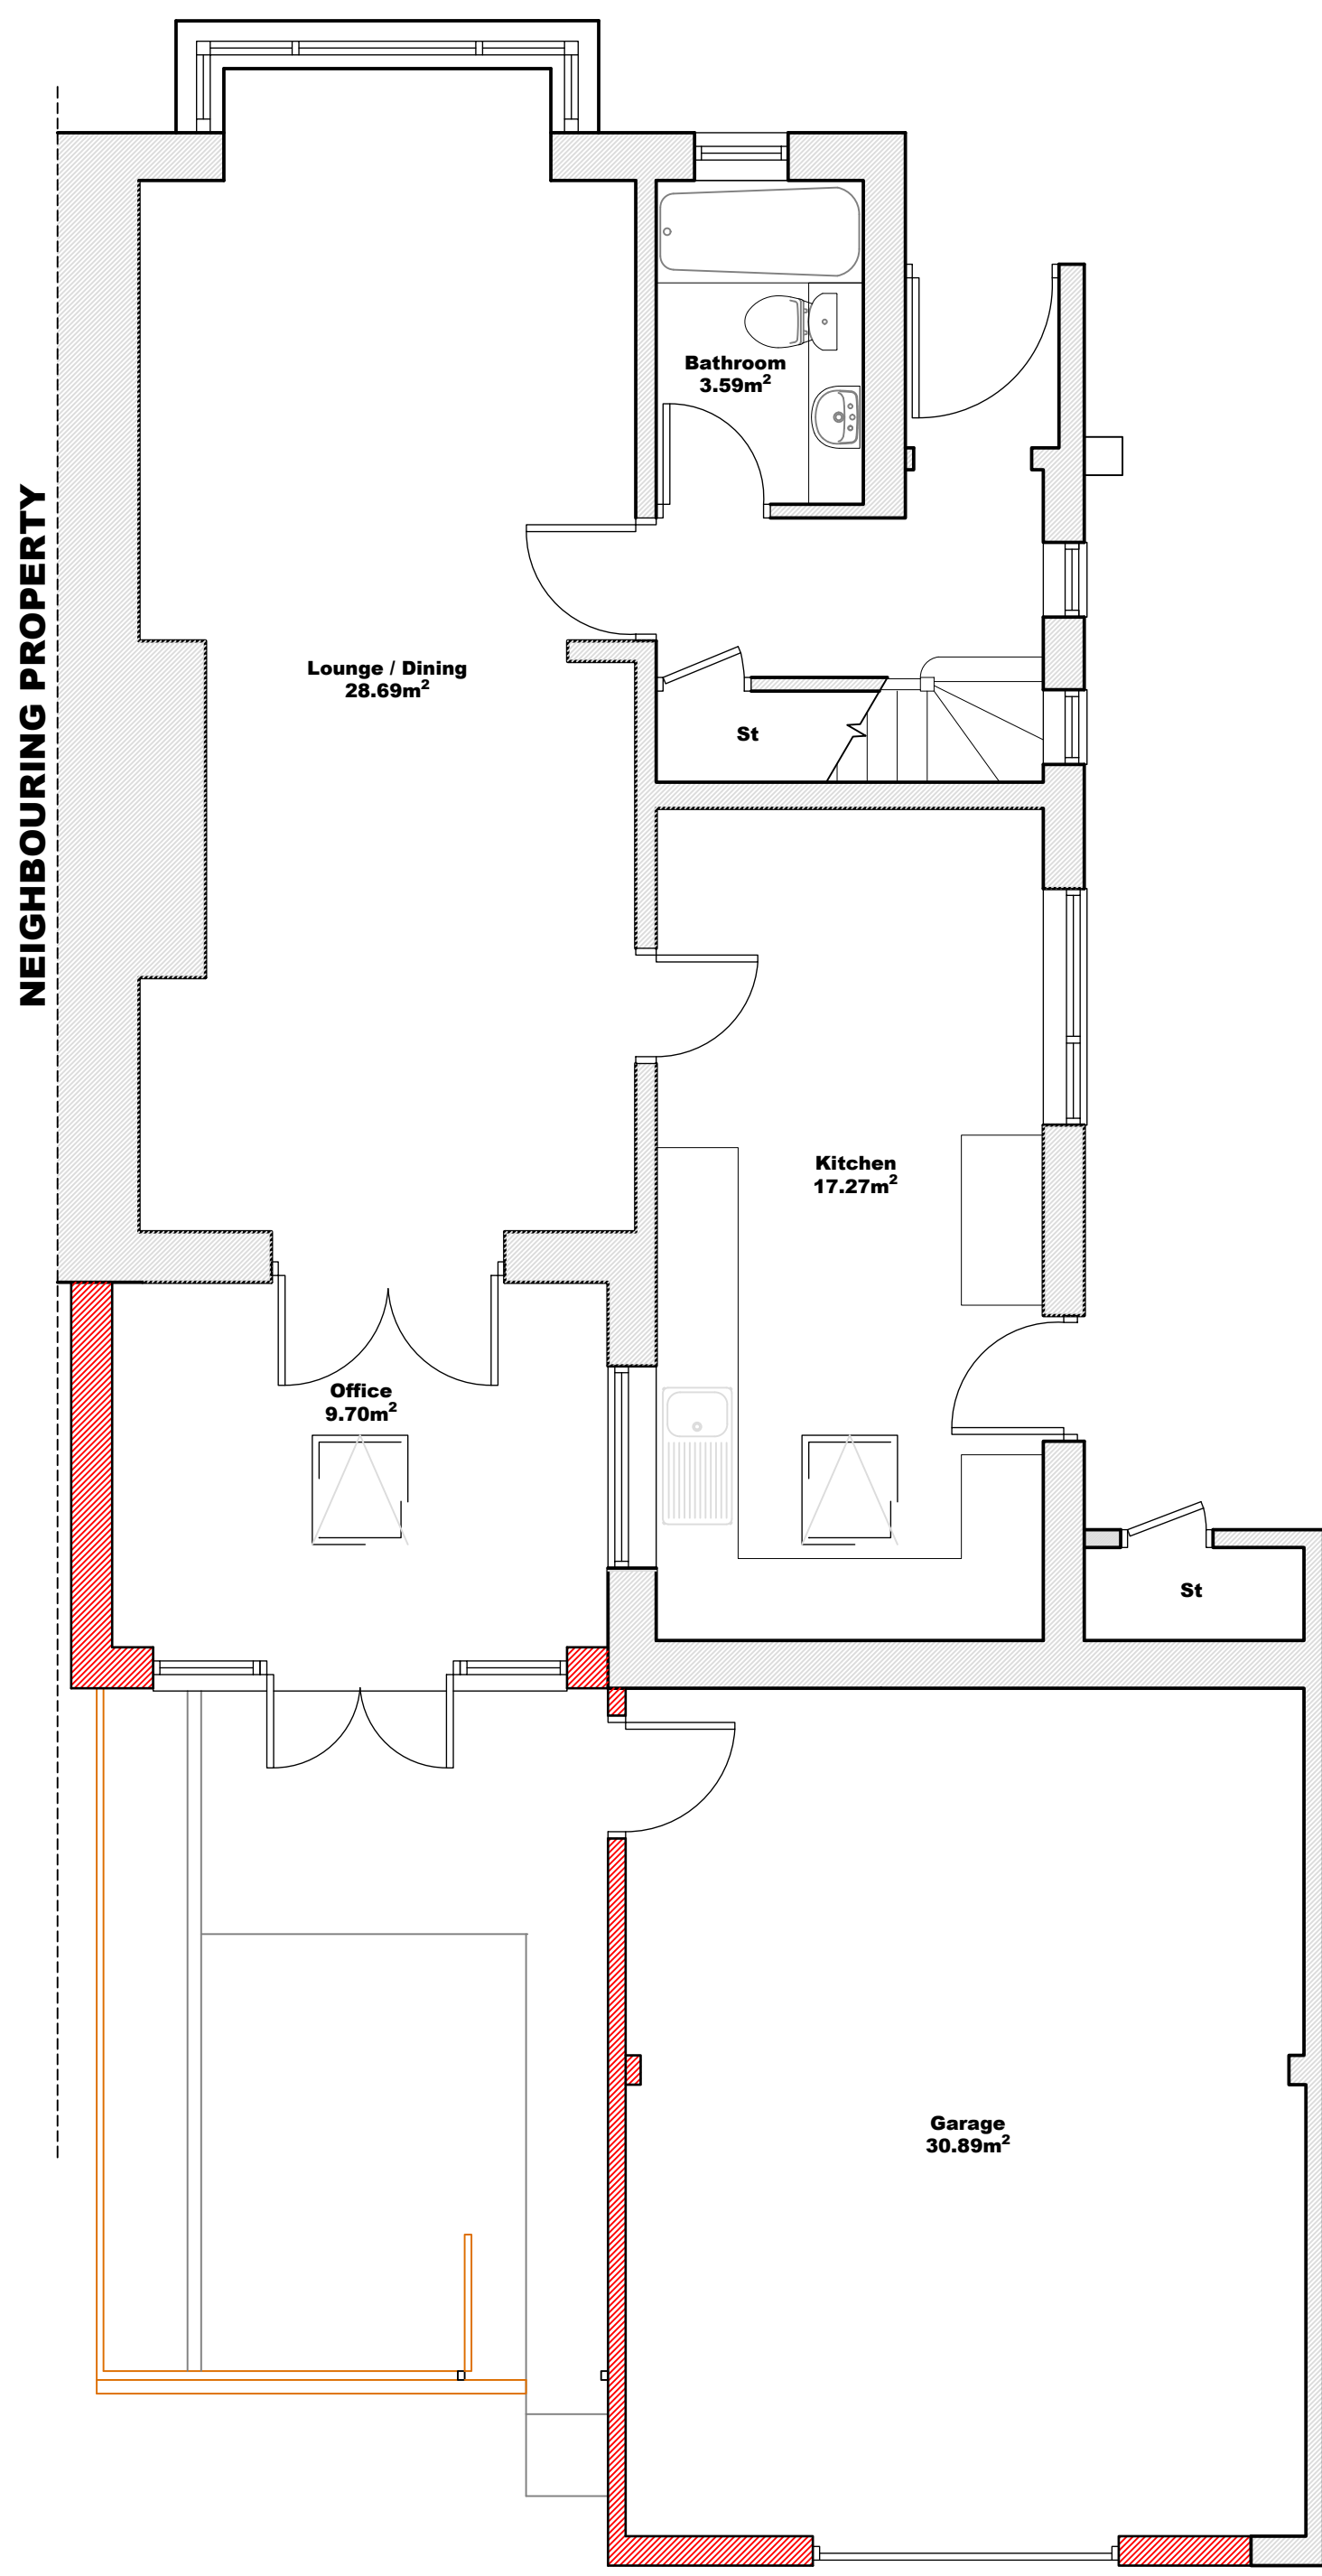 Bathroom
3.59m²
NEIGHBOURING PROPERTY
Lounge / Dining
28.69m²
St
Kitchen
17.27m²
Office
9.70m²
St
Garage
30.89m²